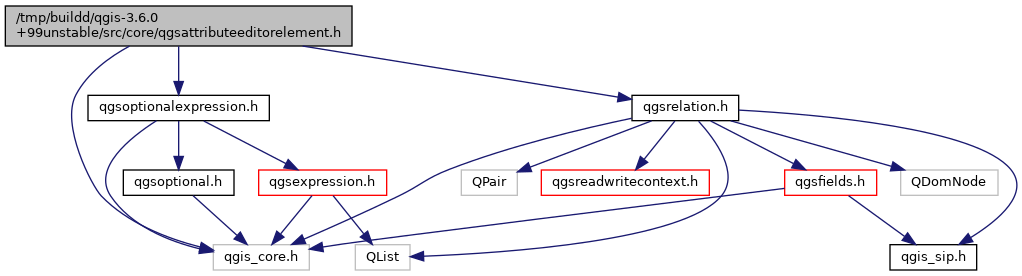 /tmp/buildd/qgis-3.6.0
+99unstable/src/core/qgsattributeeditorelement.h
qgsoptionalexpression.h
qgsrelation.h
qgsoptional.h
qgsexpression.h
QPair
qgsreadwritecontext.h
qgsfields.h
QDomNode
qgis_core.h
QList
qgis_sip.h